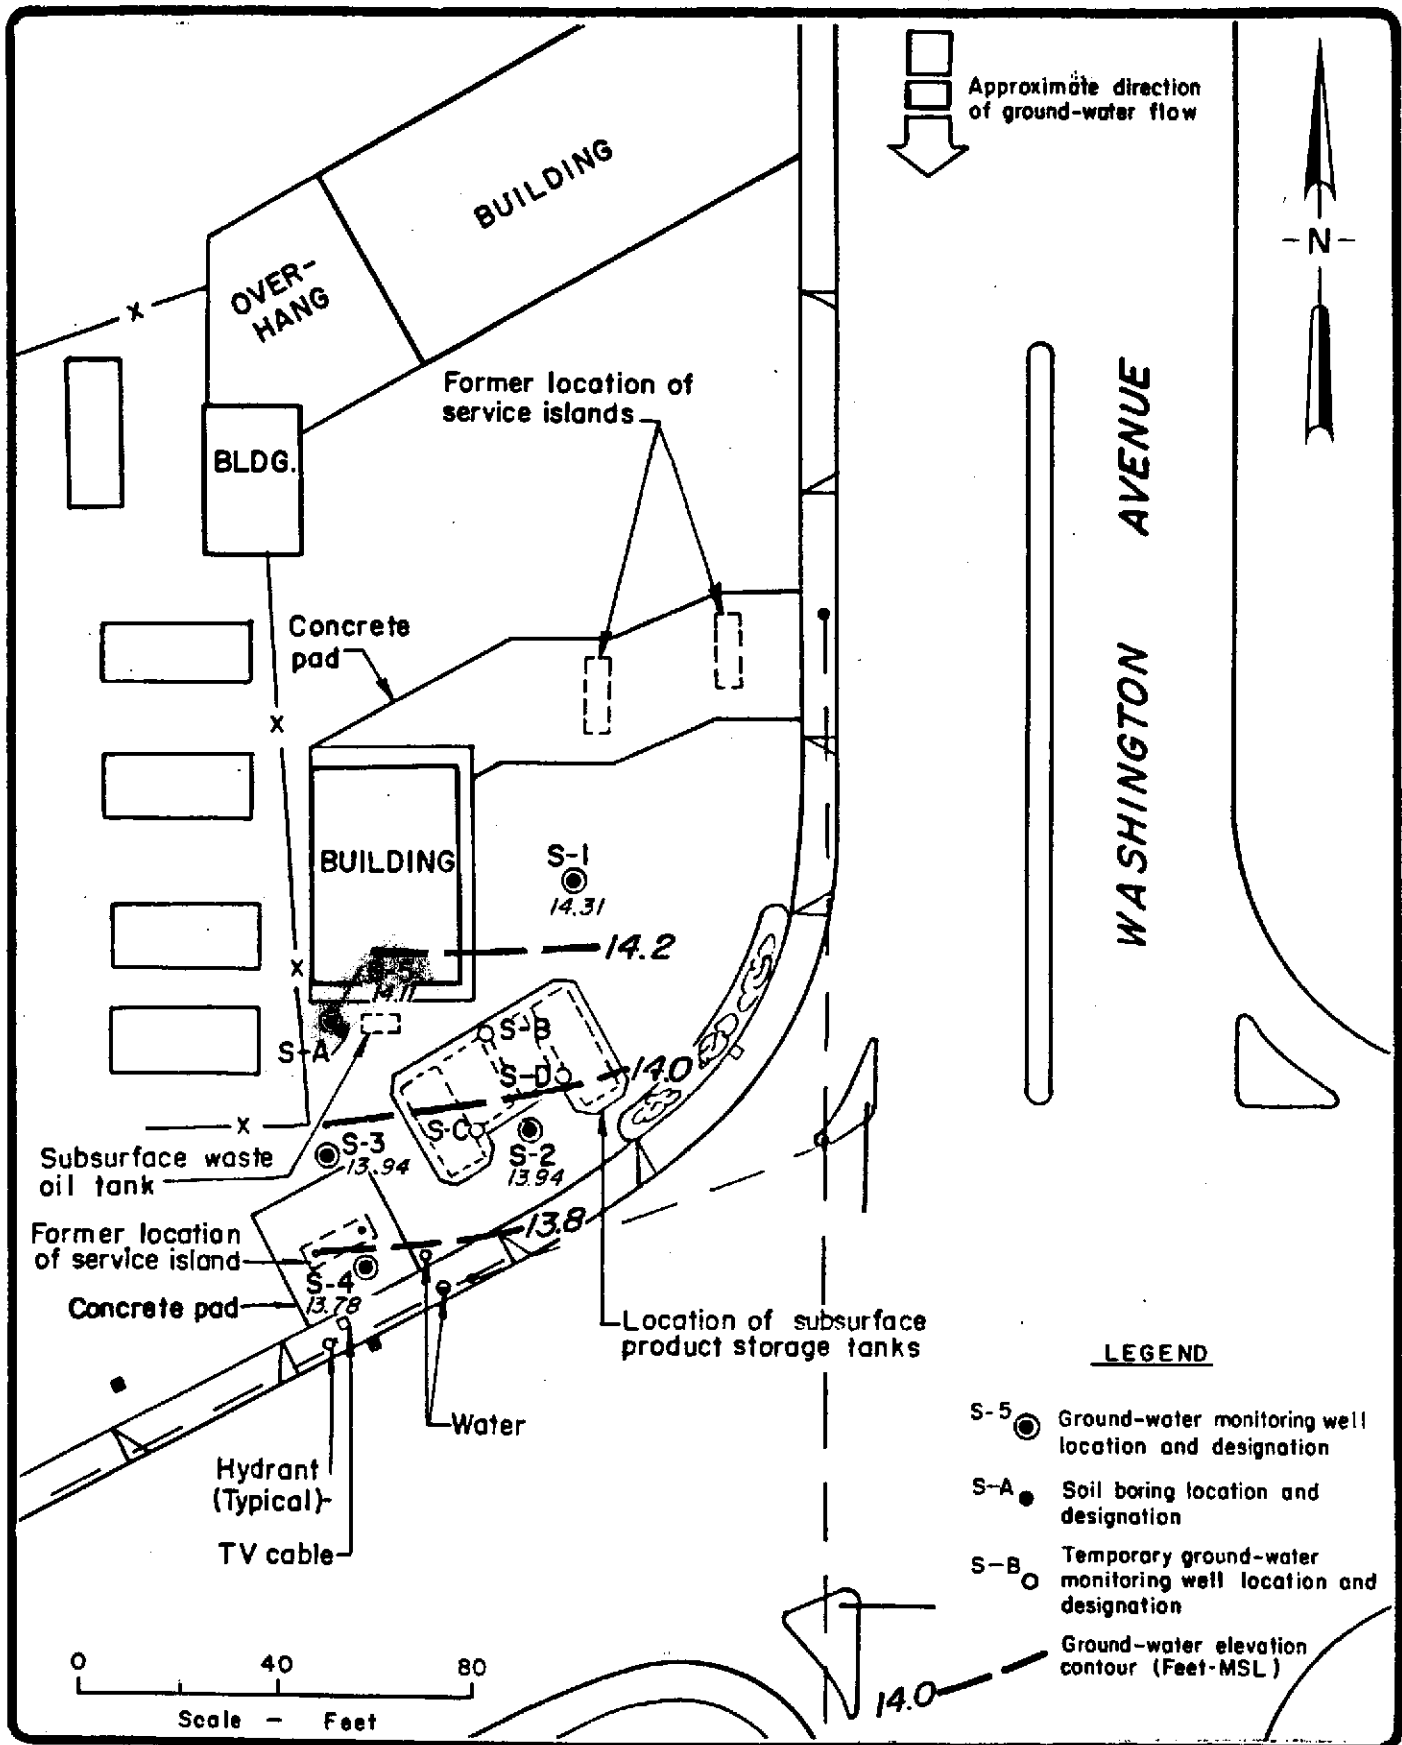 Approximate direction
of ground-water flow
N
BUILDING
OVER-
HANG
Former location of
service islands
BLDG.
WASHINGTON AVENUE
Concrete
pad
BUILDING
S-1
14.31
14.2
S-5
14.11
S-A
S-B
S-D
14.0
S-C
S-2
13.94
S-3
13.94
Subsurface waste
oil tank
13.8
Former location
of service island
S-4
13.78
Concrete pad
Location of subsurface
product storage tanks
Water
Hydrant
(Typical)
TV cable
LEGEND
S-5
Ground-water monitoring well
location and designation
S-A
Soil boring location and
designation
S-B
Temporary ground-water
monitoring well location and
designation
Ground-water elevation
contour (Feet-MSL)
14.0
0 40 80
Scale - Feet